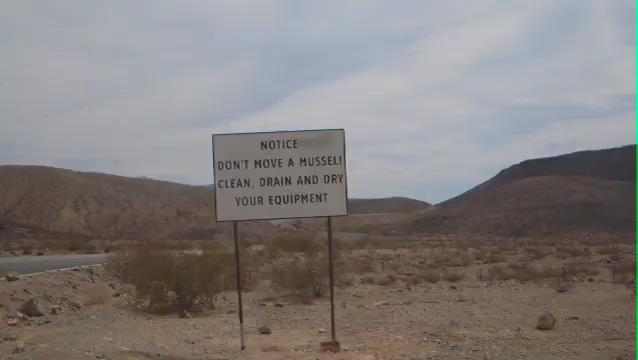 NOTICE
DON'T MOVE A MUSSEL!
CLEAN, DRAIN AND DRY
YOUR EQUIPMENT